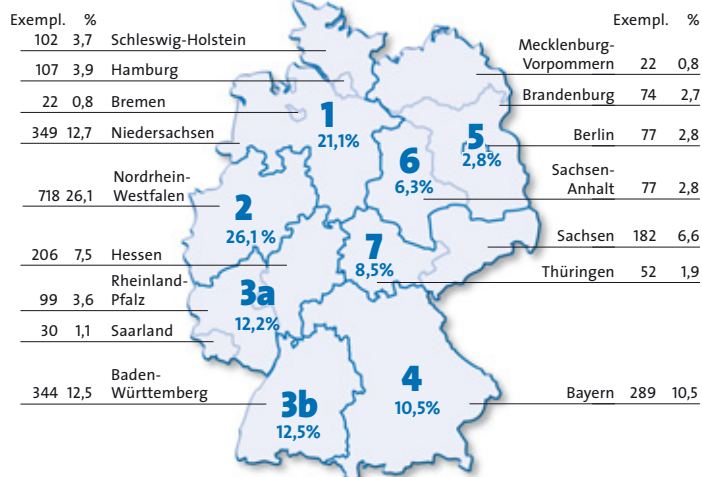 Exempl. %
102 3,7 Schleswig-Holstein
107 3,9 Hamburg
22 0,8 Bremen
349 12,7 Niedersachsen
Nordrhein-
718 26,1 Westfalen
206 7,5 Hessen
Rheinland-
99 3,6 Pfalz
30 1,1 Saarland
Baden-
344 12,5 Württemberg
1
21,1%
2
26,1 %
3a
12,2%
3b
12,5%
4
10,5%
5
2,8%
6
6,3%
7
8,5%
Exempl. %
Mecklenburg-
Vorpommern 22 0,8
Brandenburg 74 2,7
Berlin 77 2,8
Sachsen-
Anhalt 77 2,8
Sachsen 182 6,6
Thüringen 52 1,9
Bayern 289 10,5